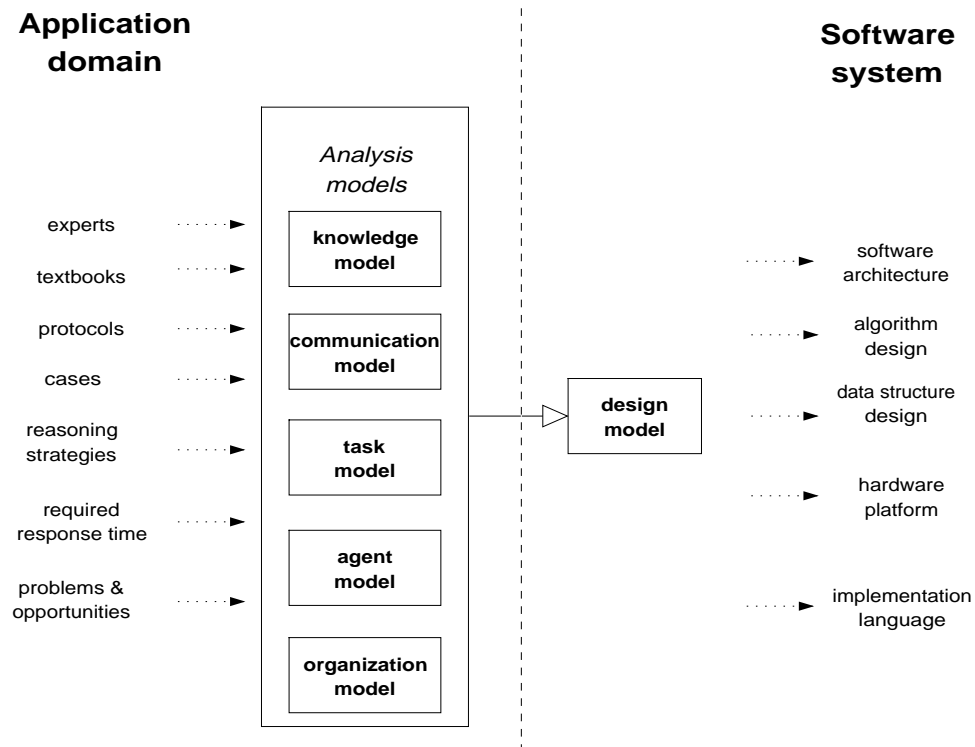 Application
domain
Software
system
Analysis
models
experts
textbooks
protocols
cases
reasoning
strategies
required
response time
problems &
opportunities
knowledge
model
communication
model
task
model
agent
model
organization
model
design
model
software
architecture
algorithm
design
data structure
design
hardware
platform
implementation
language